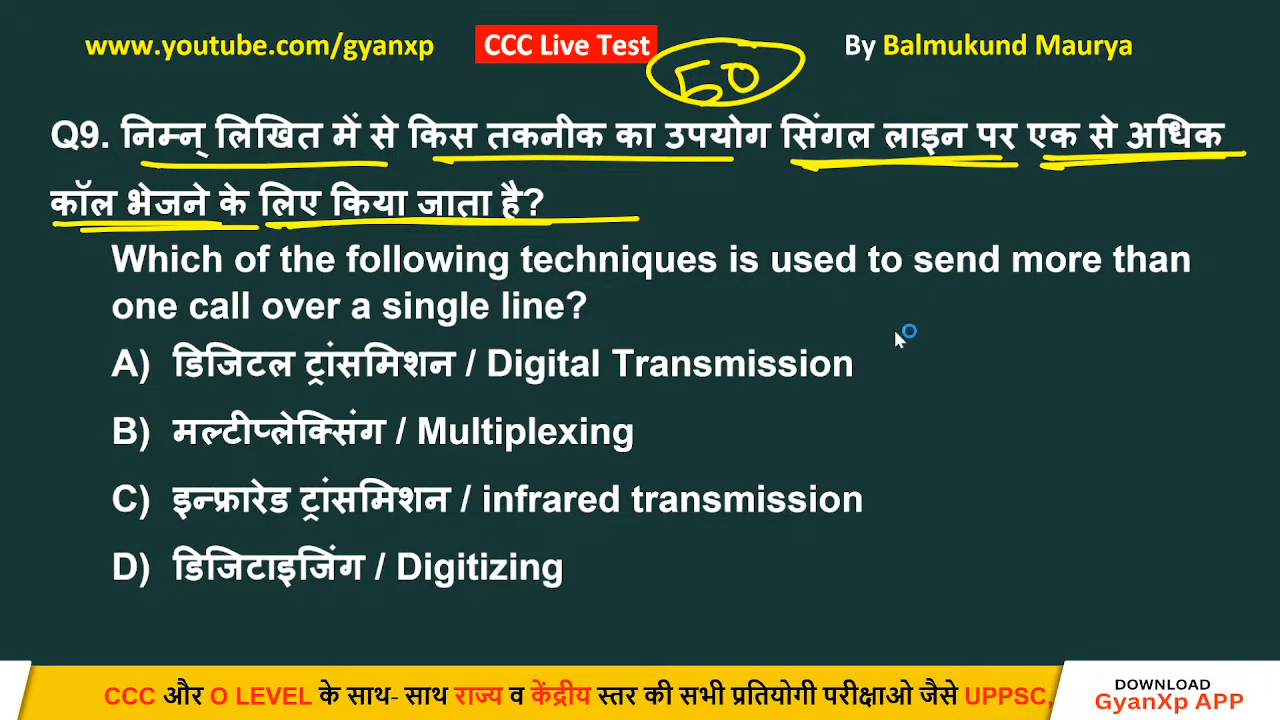 www.youtube.com/gyanxp CCC Live Test By Balmukund Maurya
50
Q9. निम्न् लिखित में से किस तकनीक का उपयोग सिंगल लाइन पर एक से अधिक
कॉल भेजने के लिए किया जाता है?
Which of the following techniques is used to send more than
one call over a single line?
A) डिजिटल ट्रांसमिशन / Digital Transmission
B) मल्टीप्लेक्सिंग / Multiplexing
C) इन्फ्रारेड ट्रांसमिशन / infrared transmission
D) डिजिटाइजिंग / Digitizing
CCC और O LEVEL के साथ- साथ राज्य व केंद्रीय स्तर की सभी प्रतियोगी परीक्षाओ जैसे UPPSC,
DOWNLOAD
GyanXp APP